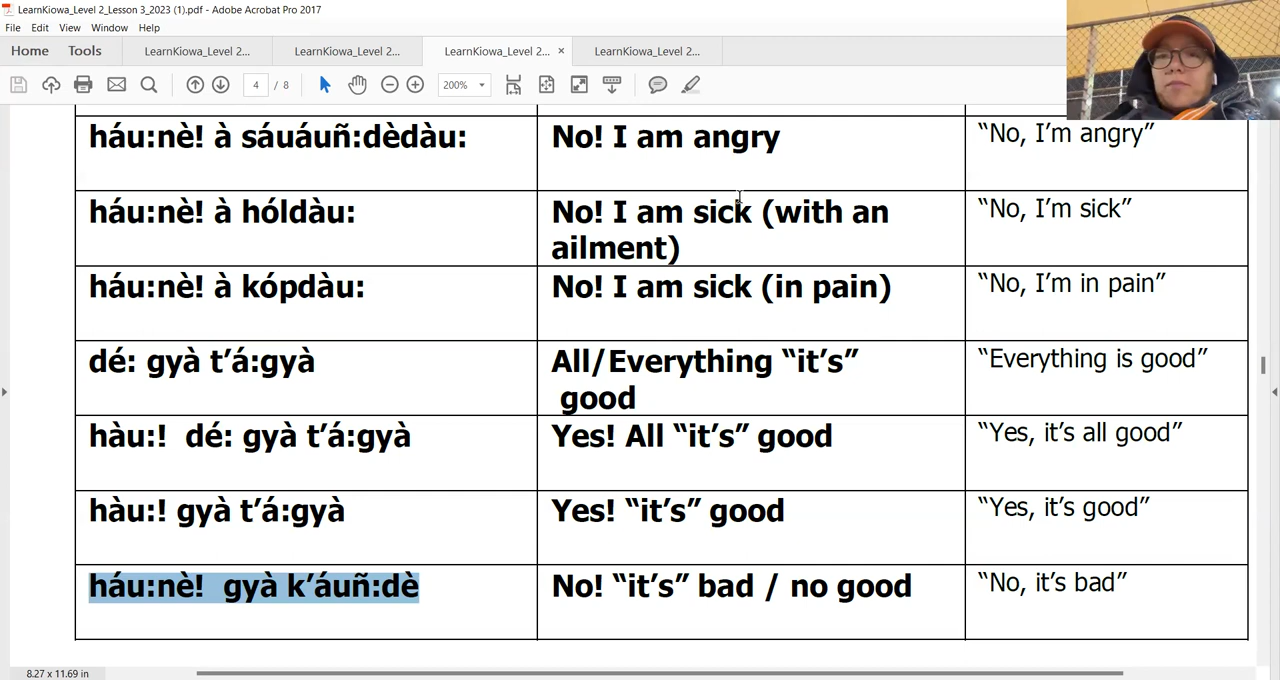 LearnKiowa_Level 2_Lesson 3_2023 (1).pdf - Adobe Acrobat Pro 2017
File Edit View Window Help
Home Tools LearnKiowa_Level 2... LearnKiowa_Level 2... LearnKiowa_Level 2... × LearnKiowa_Level 2...
4 / 8 200%
háu:nè! à sáuáuñ:dèdàu: No! I am angry “No, I’m angry”
háu:nè! à hóldàu: No! I am sick (with an “No, I’m sick”
ailment)
háu:nè! à kópdàu: No! I am sick (in pain) “No, I’m in pain”
dé: gyà t’á:gyà All/Everything “it’s” “Everything is good”
good
hàu:! dé: gyà t’á:gyà Yes! All “it’s” good “Yes, it’s all good”
hàu:! gyà t’á:gyà Yes! “it’s” good “Yes, it’s good”
háu:nè! gyà k’áuñ:dè No! “it’s” bad / no good “No, it’s bad”
8.27 x 11.69 in